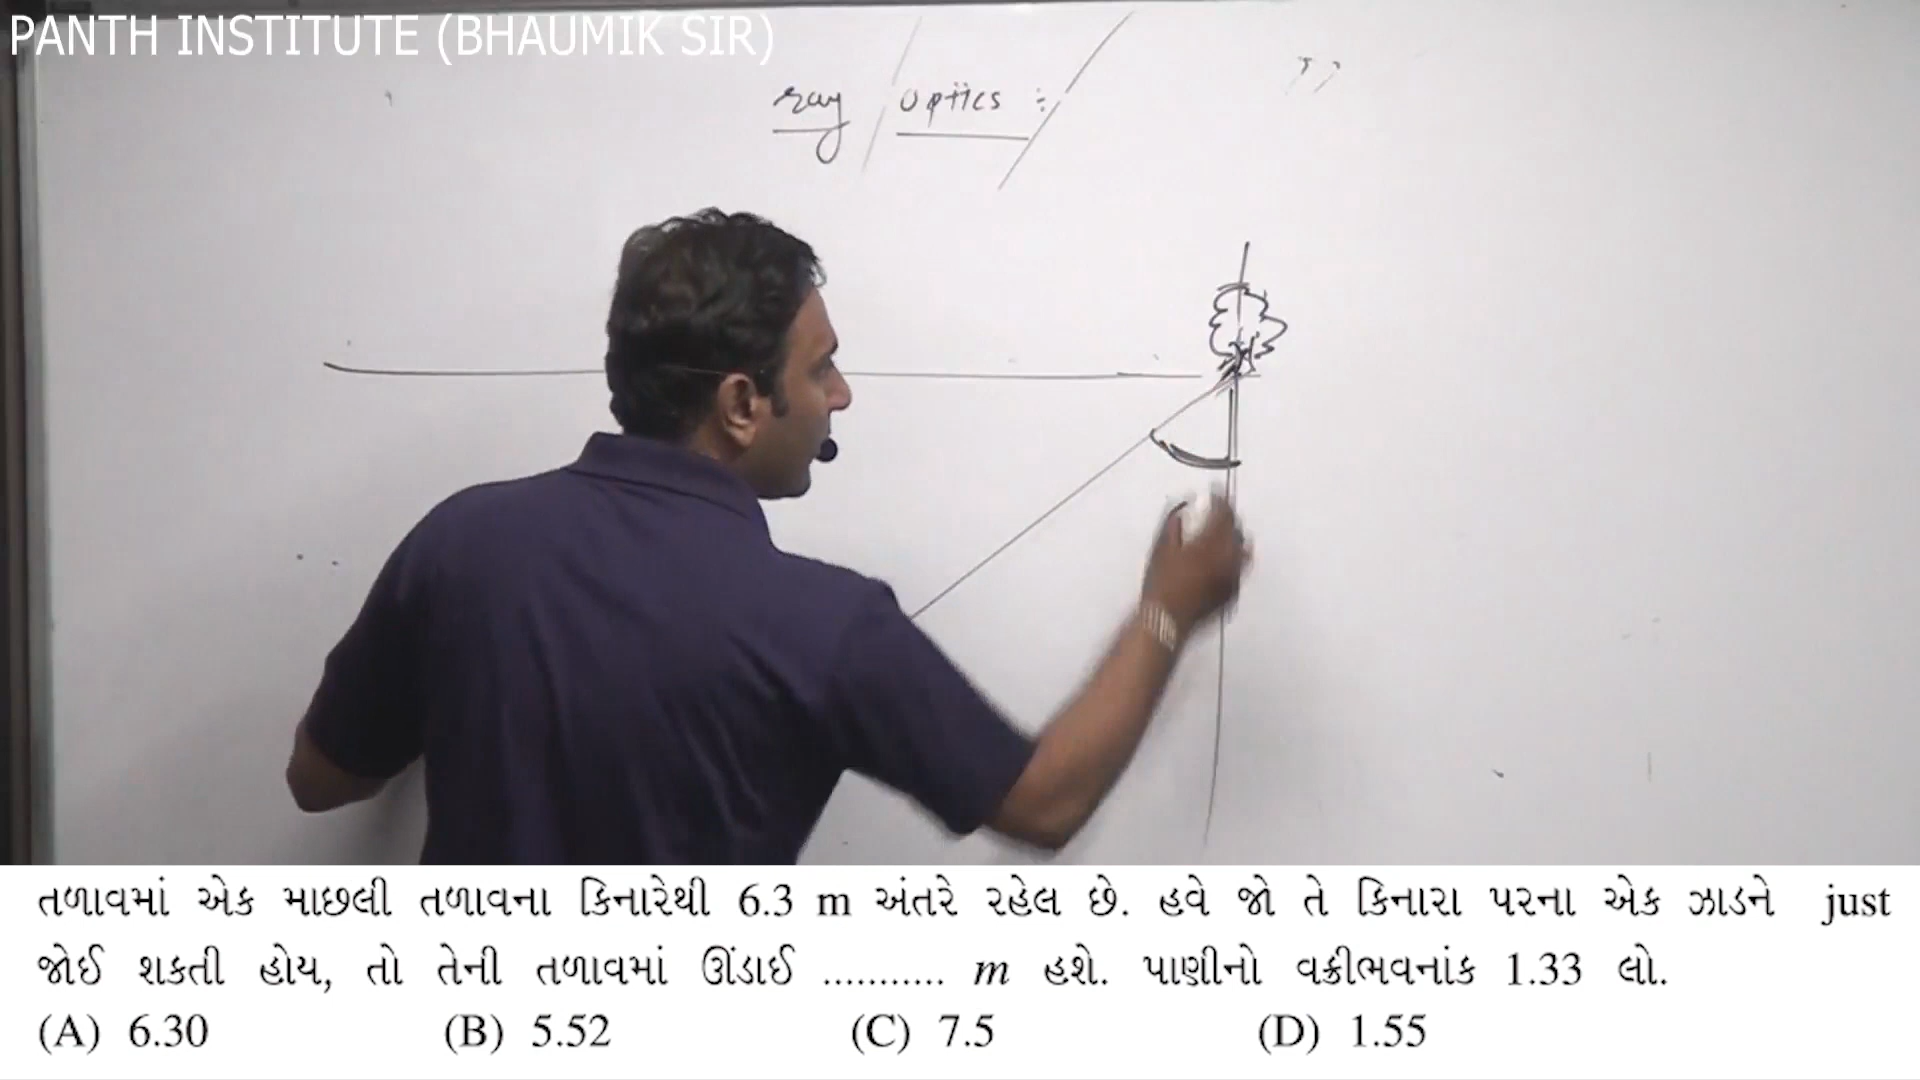 PANTH INSTITUTE (BHAUMIK SIR)
ray optics :
તળાવમાં એક માછલી તળાવના કિનારેથી 6.3 m અંતરે રહેલ છે. હવે જો તે કિનારા પરના એક ઝાડને just
જોઈ શકતી હોય, તો તેની તળાવમાં ઊંડાઈ ........... m હશે. પાણીનો વક્રીભવનાંક 1.33 લો.
(A) 6.30 (B) 5.52 (C) 7.5 (D) 1.55